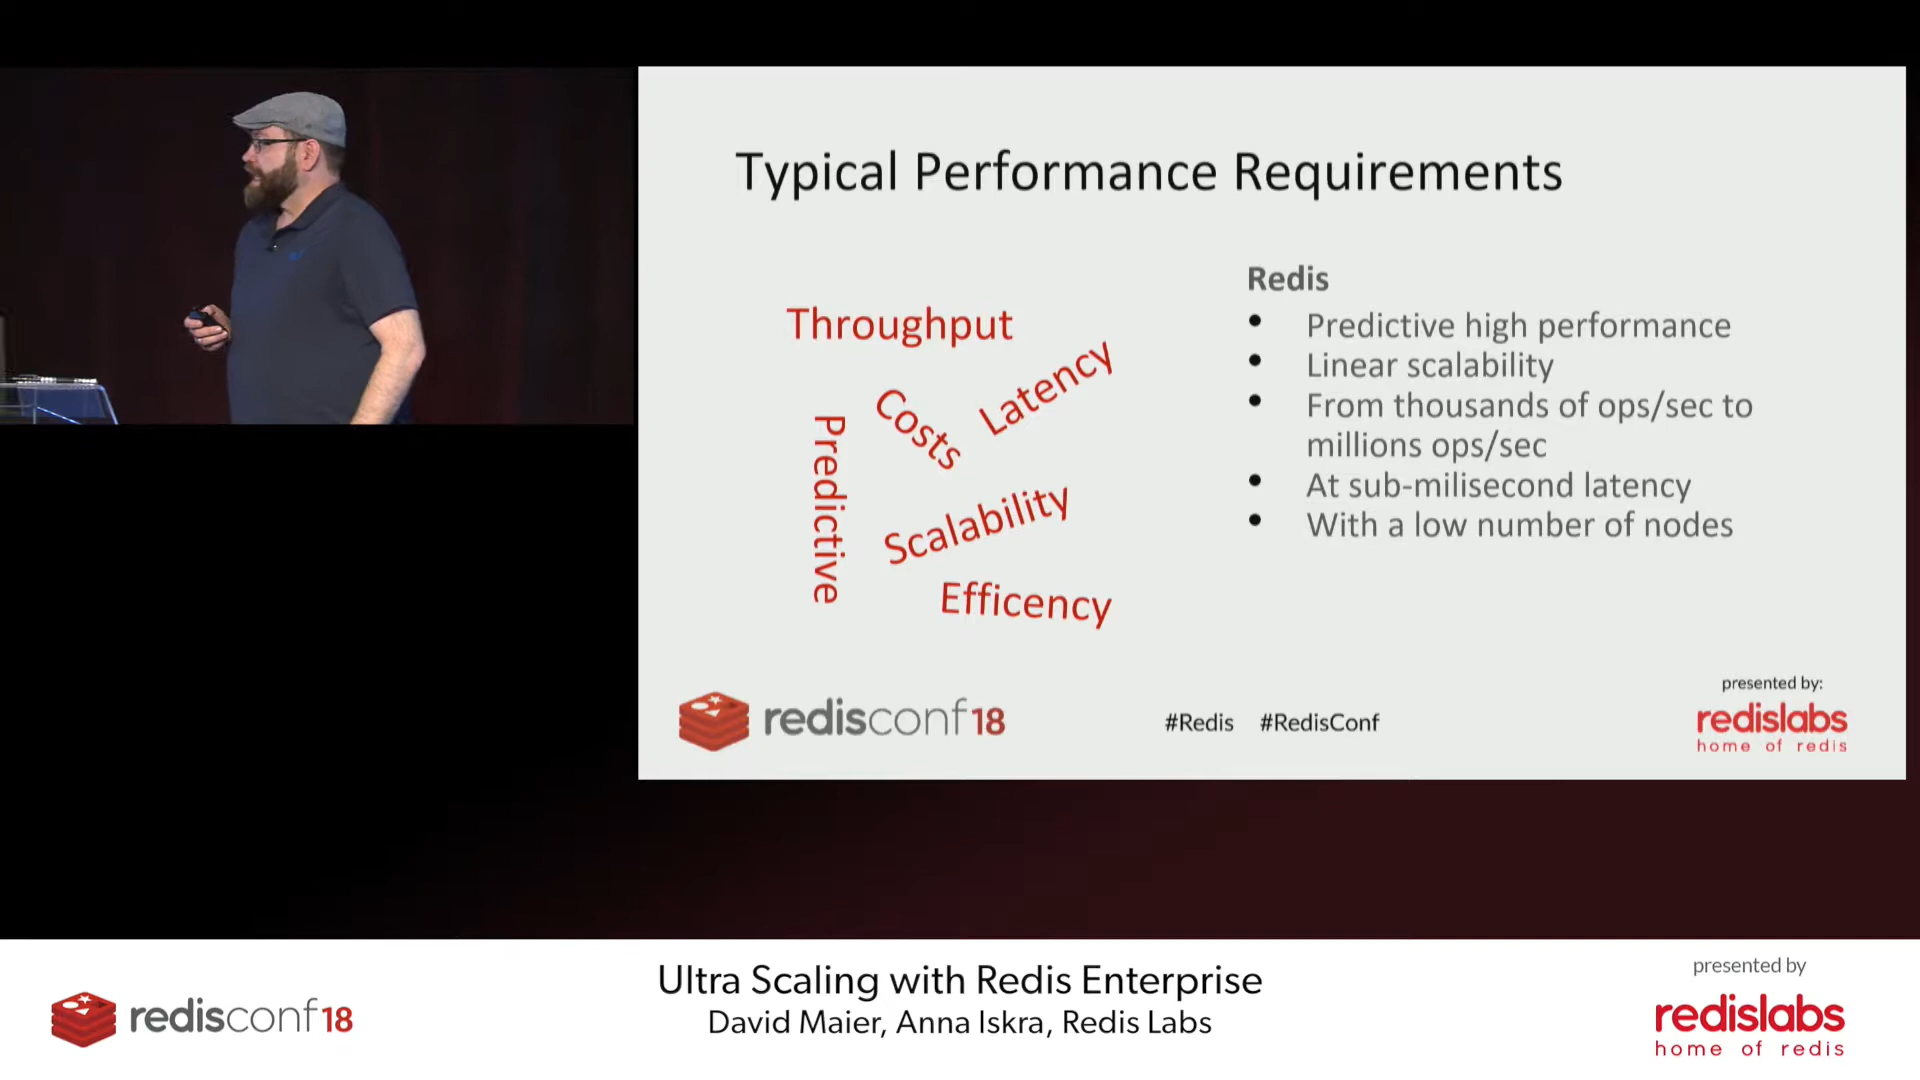 Typical Performance Requirements
Throughput
Latency
Costs
Predictive
Scalability
Efficency
Redis
• Predictive high performance
• Linear scalability
• From thousands of ops/sec to
millions ops/sec
• At sub-milisecond latency
• With a low number of nodes
redisconf18
#Redis #RedisConf
presented by:
redislabs
home of redis
redisconf18
Ultra Scaling with Redis Enterprise
David Maier, Anna Iskra, Redis Labs
presented by
redislabs
home of redis